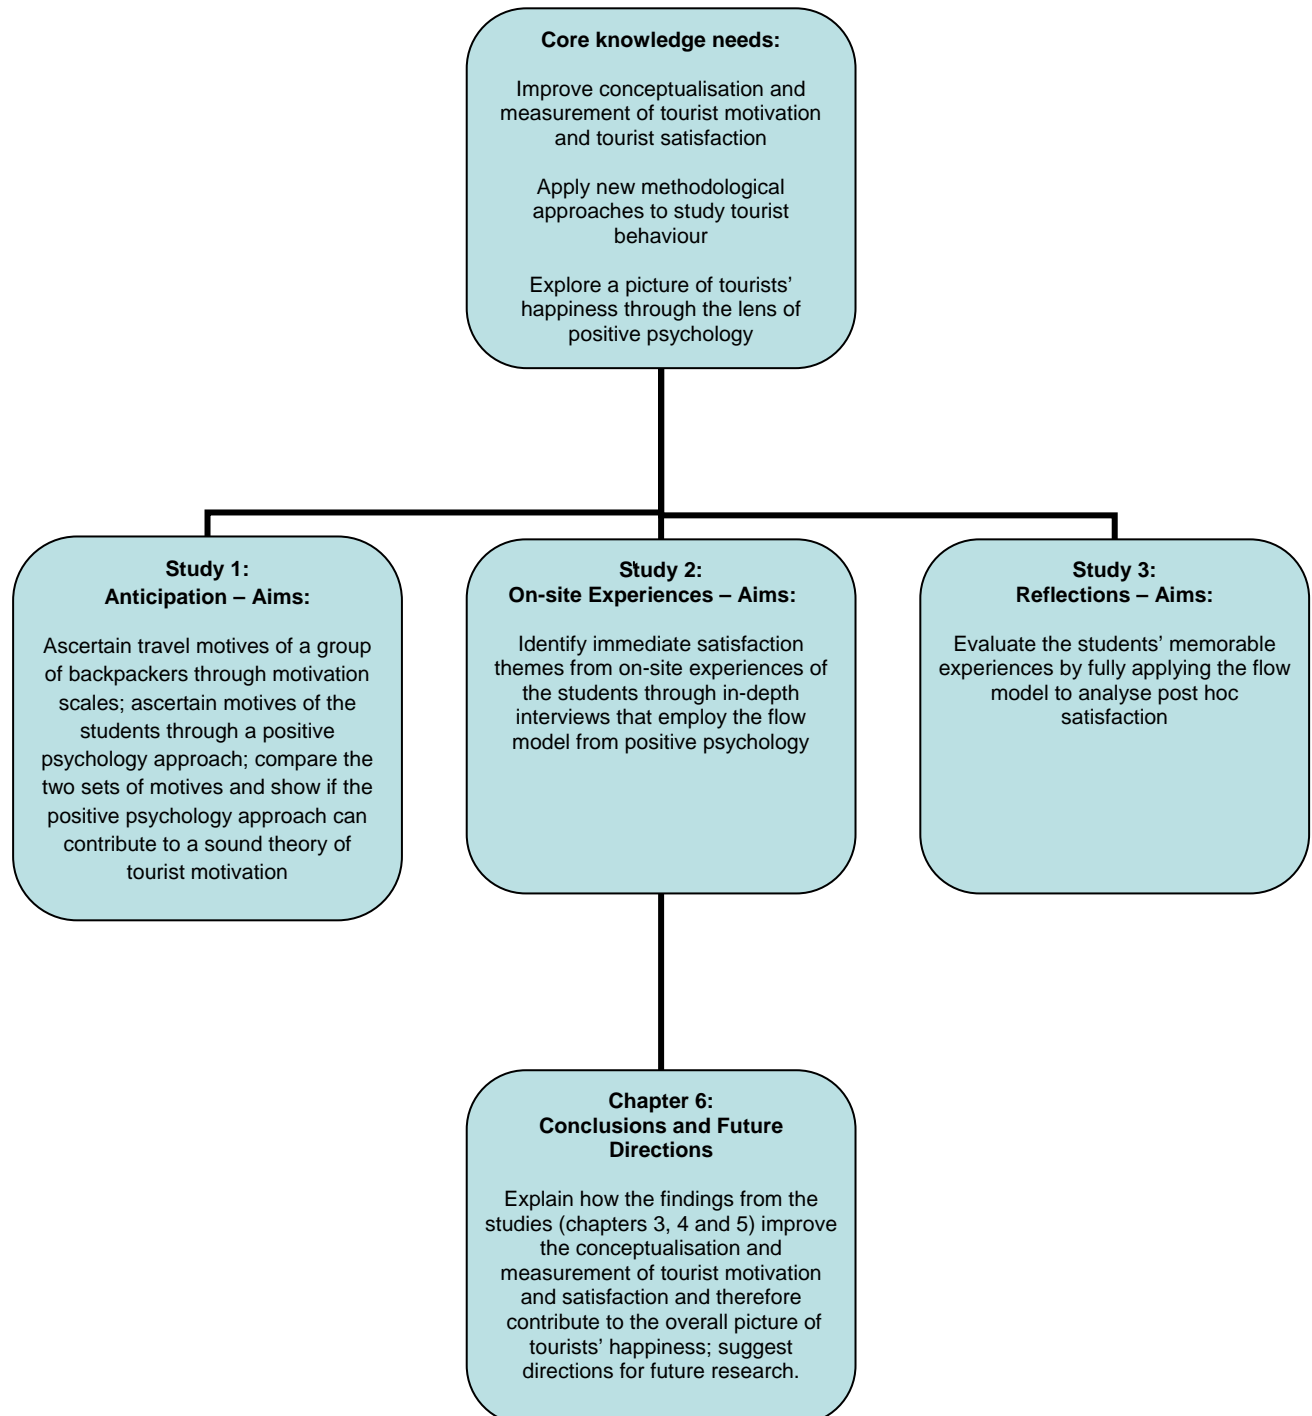 Core knowledge needs:
Improve conceptualisation and
measurement of tourist motivation
and tourist satisfaction
Apply new methodological
approaches to study tourist
behaviour
Explore a picture of tourists’
happiness through the lens of
positive psychology
Study 1:
Anticipation – Aims:
Ascertain travel motives of a group
of backpackers through motivation
scales; ascertain motives of the
students through a positive
psychology approach; compare the
two sets of motives and show if the
positive psychology approach can
contribute to a sound theory of
tourist motivation
Study 2:
On-site Experiences – Aims:
Identify immediate satisfaction
themes from on-site experiences of
the students through in-depth
interviews that employ the flow
model from positive psychology
Study 3:
Reflections – Aims:
Evaluate the students’ memorable
experiences by fully applying the flow
model to analyse post hoc
satisfaction
Chapter 6:
Conclusions and Future
Directions
Explain how the findings from the
studies (chapters 3, 4 and 5) improve
the conceptualisation and
measurement of tourist motivation
and satisfaction and therefore
contribute to the overall picture of
tourists’ happiness; suggest
directions for future research.